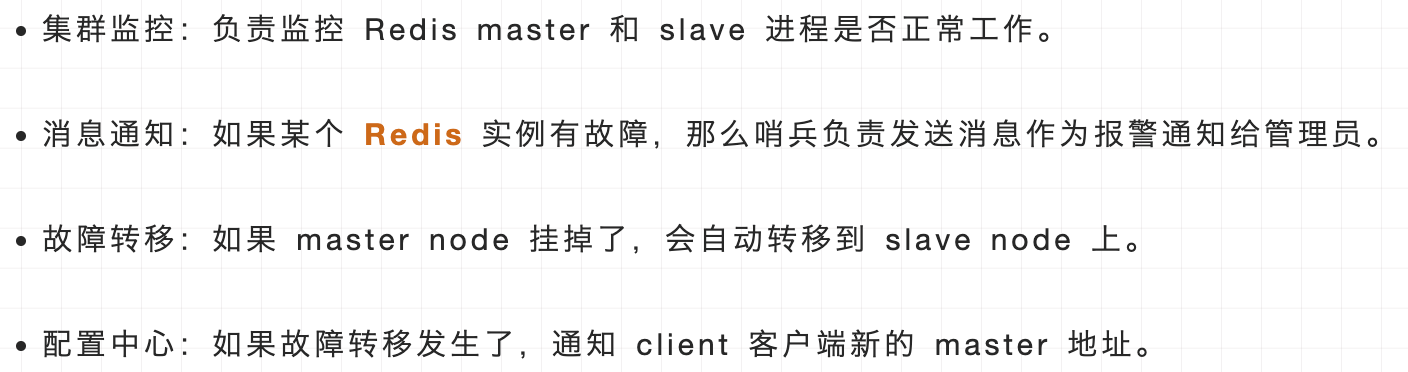 • 集群监控：负责监控 Redis master 和 slave 进程是否正常工作。
• 消息通知：如果某个 Redis 实例有故障，那么哨兵负责发送消息作为报警通知给管理员。
• 故障转移：如果 master node 挂掉了，会自动转移到 slave node 上。
• 配置中心：如果故障转移发生了，通知 client 客户端新的 master 地址。